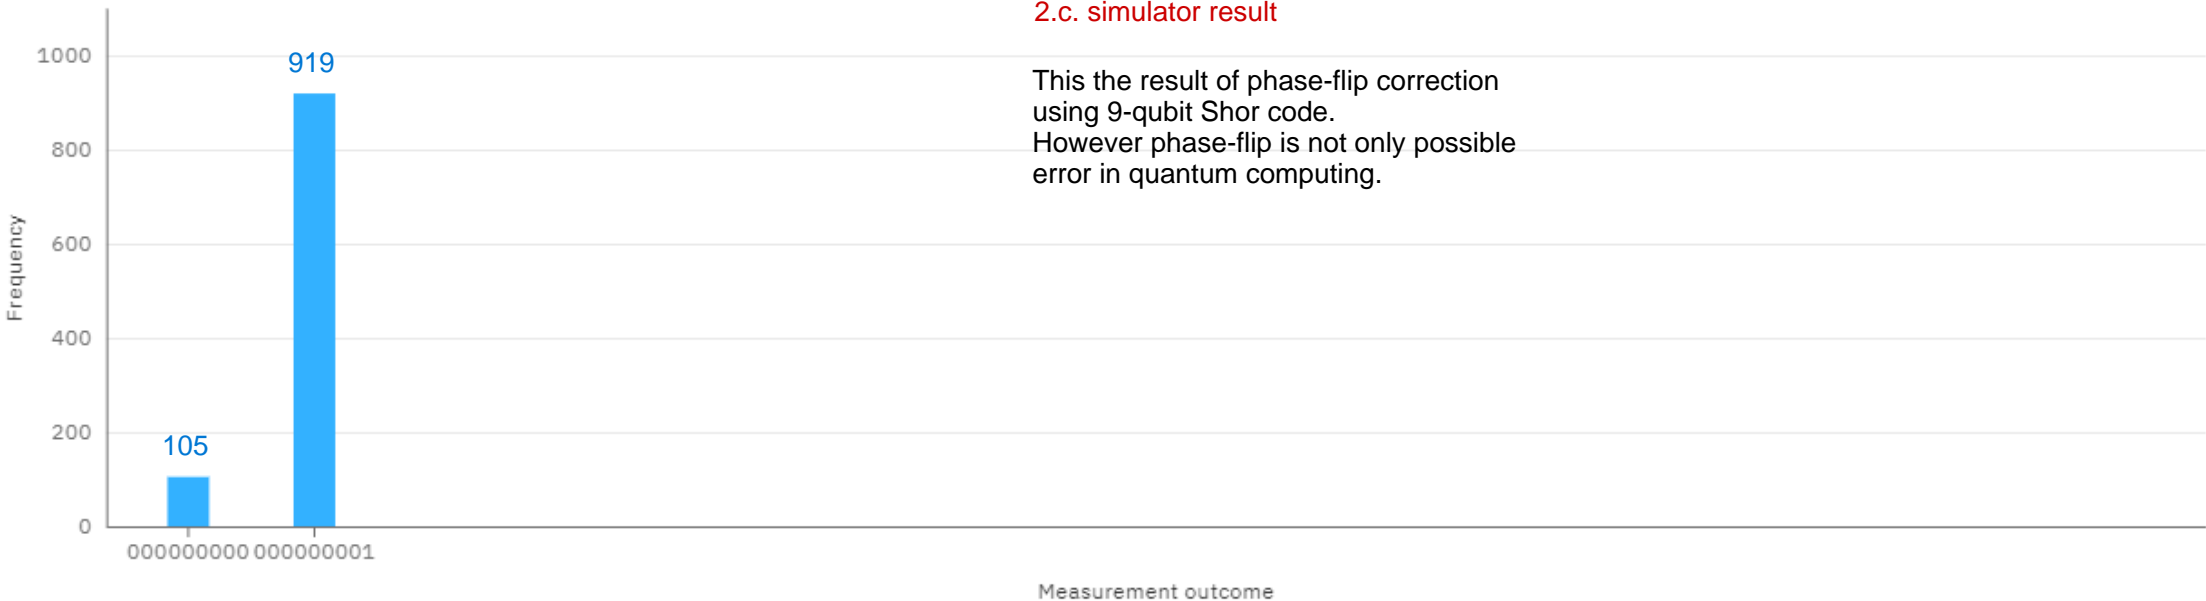 2.c. simulator result
This the result of phase-flip correction
using 9-qubit Shor code.
However phase-flip is not only possible
error in quantum computing.
1000
800
600
400
200
0
Frequency
919
105
000000000 000000001
Measurement outcome